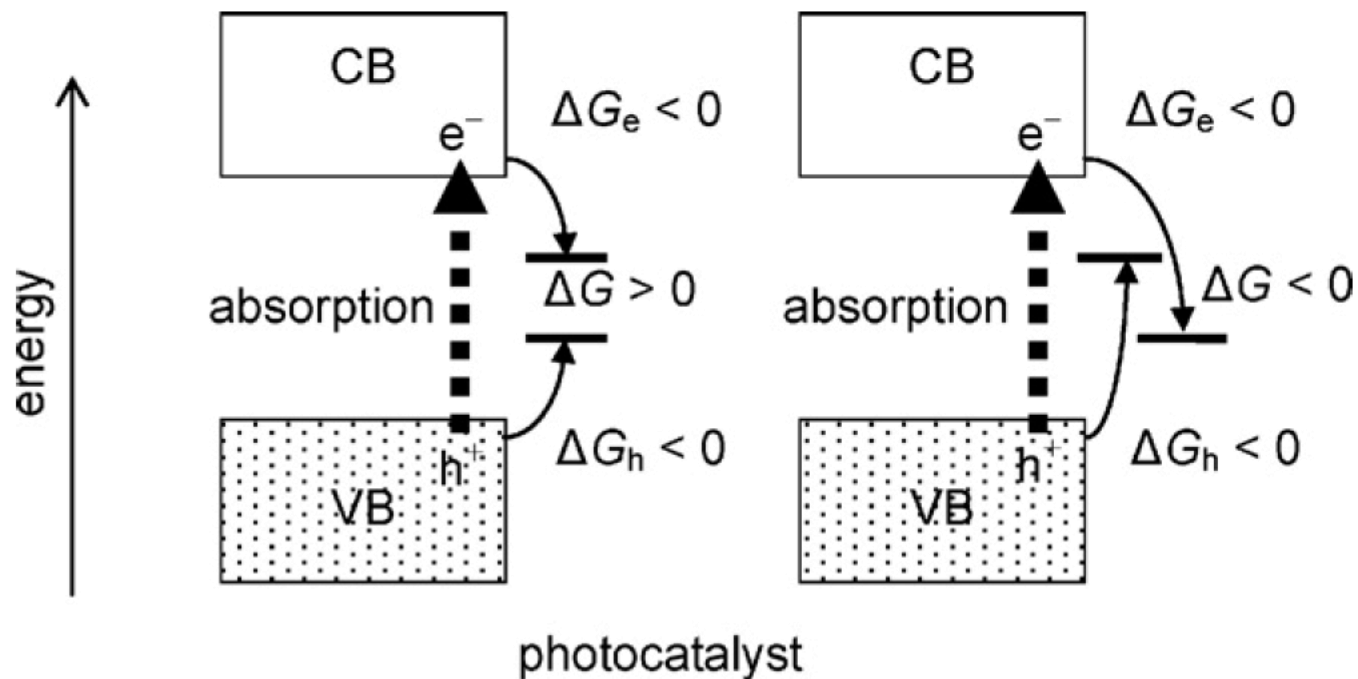 CB
e⁻
ΔGe < 0
absorption
ΔG > 0
h⁺
VB
ΔGh < 0
CB
e⁻
ΔGe < 0
absorption
ΔG < 0
h⁺
VB
ΔGh < 0
energy
photocatalyst